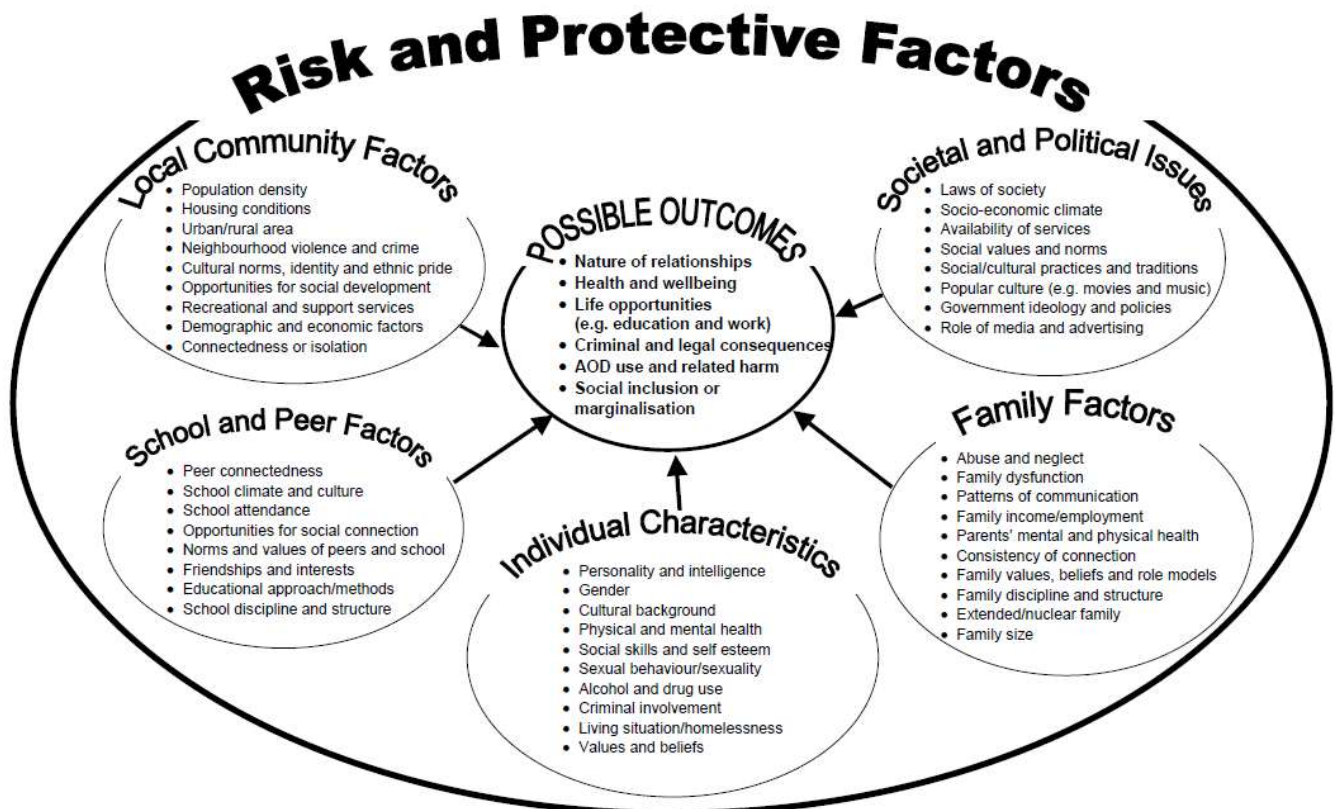 Risk and Protective Factors
Local Community Factors
• Population density
• Housing conditions
• Urban/rural area
• Neighbourhood violence and crime
• Cultural norms, identity and ethnic pride
• Opportunities for social development
• Recreational and support services
• Demographic and economic factors
• Connectedness or isolation
POSSIBLE OUTCOMES
• Nature of relationships
• Health and wellbeing
• Life opportunities
(e.g. education and work)
• Criminal and legal consequences
• AOD use and related harm
• Social inclusion or
marginalisation
Societal and Political Issues
• Laws of society
• Socio-economic climate
• Availability of services
• Social values and norms
• Social/cultural practices and traditions
• Popular culture (e.g. movies and music)
• Government ideology and policies
• Role of media and advertising
School and Peer Factors
• Peer connectedness
• School climate and culture
• School attendance
• Opportunities for social connection
• Norms and values of peers and school
• Friendships and interests
• Educational approach/methods
• School discipline and structure
Individual Characteristics
• Personality and intelligence
• Gender
• Cultural background
• Physical and mental health
• Social skills and self esteem
• Sexual behaviour/sexuality
• Alcohol and drug use
• Criminal involvement
• Living situation/homelessness
• Values and beliefs
Family Factors
• Abuse and neglect
• Family dysfunction
• Patterns of communication
• Family income/employment
• Parents' mental and physical health
• Consistency of connection
• Family values, beliefs and role models
• Family discipline and structure
• Extended/nuclear family
• Family size